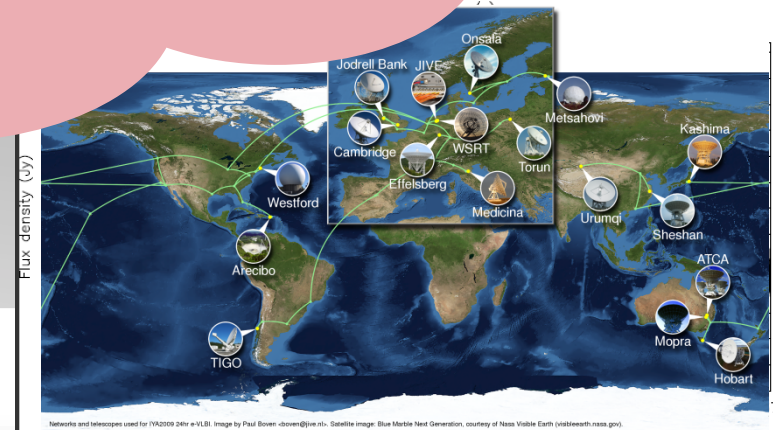 Flux density (Jy)
Onsala
Jodrell Bank
JIVE
Metsahovi
Cambridge
WSRT
Torun
Effelsberg
Medicina
Kashima
Westford
Urumqi
Sheshan
Arecibo
ATCA
TIGO
Mopra
Hobart
Networks and telescopes used for IYA2009 24hr e-VLBI. Image by Paul Boven <boven@jive.nl>. Satellite image: Blue Marble Next Generation, courtesy of Nasa Visible Earth (visibleearth.nasa.gov).